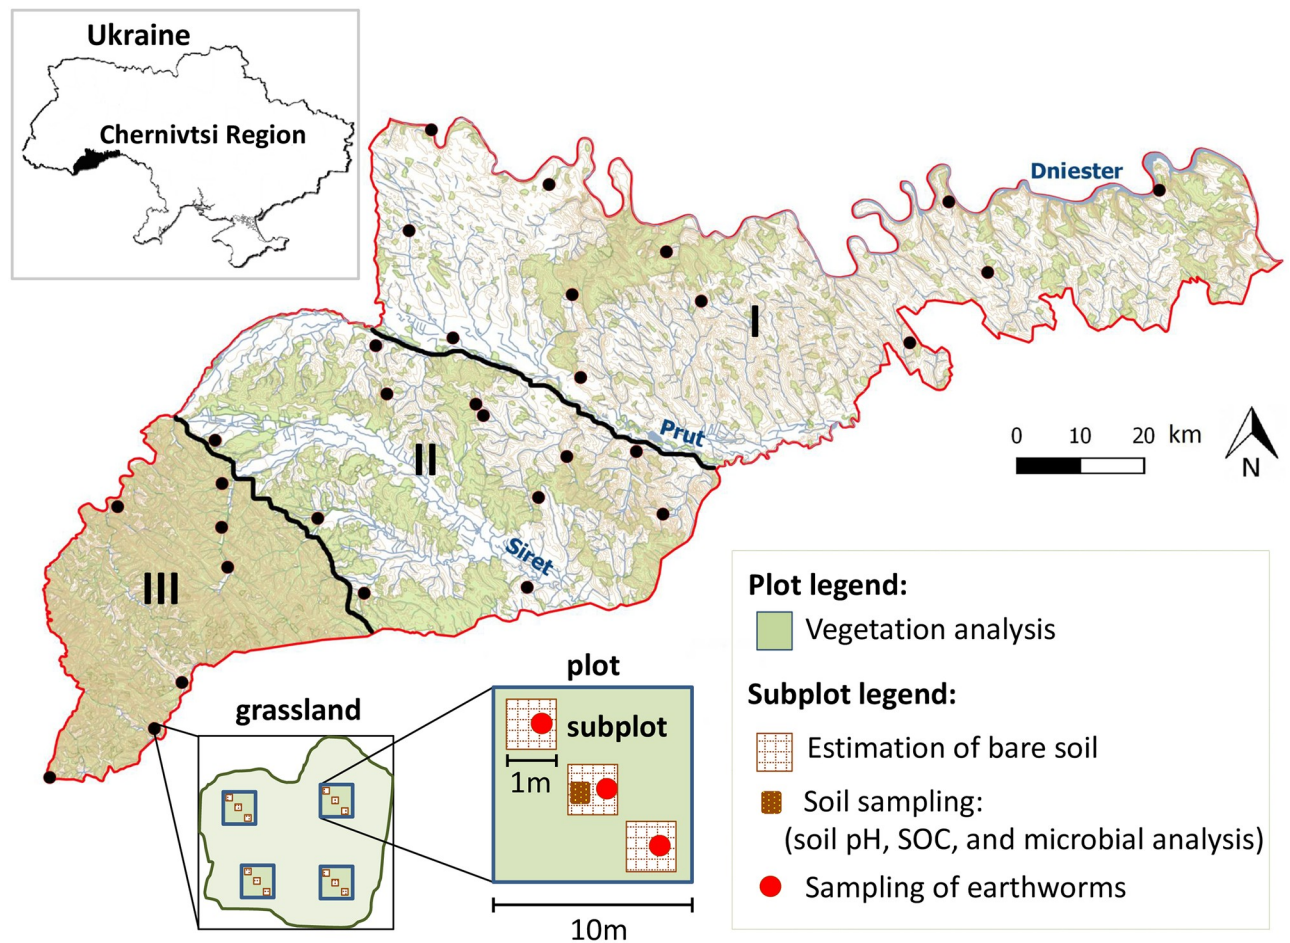 Ukraine
Chernivtsi Region
Dniester
I
Prut
II
Siret
III
0 10 20 km
N
grassland
plot
subplot
1m
10m
Plot legend:
Vegetation analysis
Subplot legend:
Estimation of bare soil
Soil sampling:
(soil pH, SOC, and microbial analysis)
Sampling of earthworms